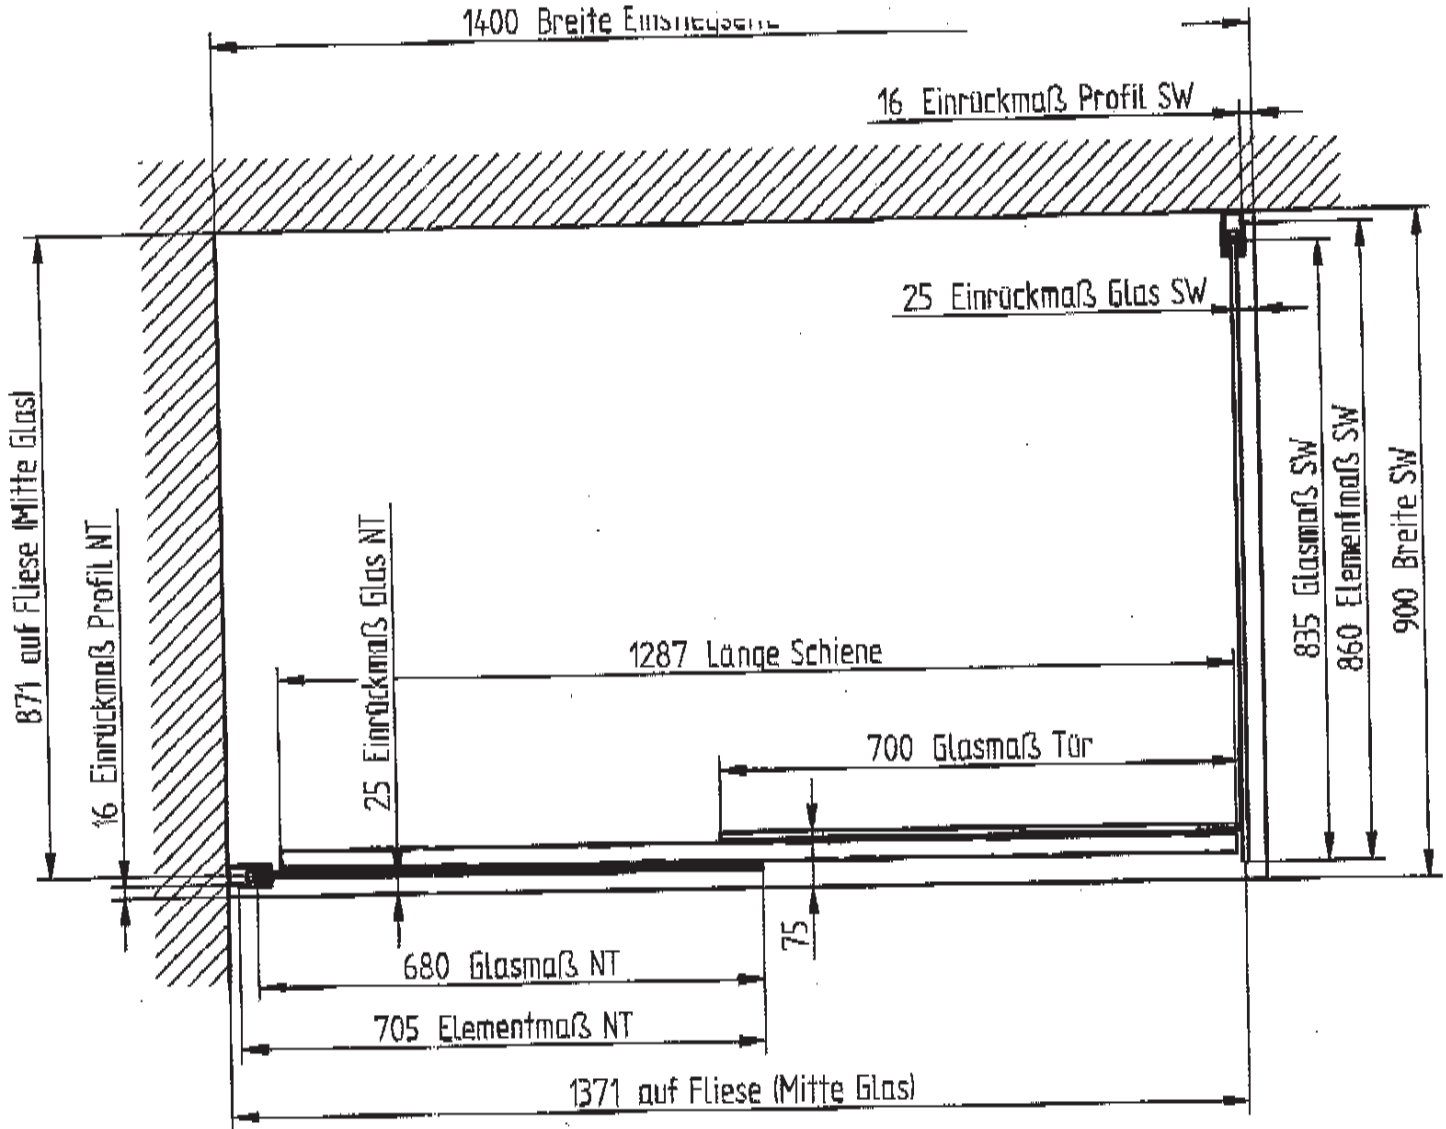 1400 Breite Einstiegseite
16 Einrückmaß Profil SW
25 Einrückmaß Glas SW
871 auf Fliese (Mitte Glas)
16 Einrückmaß Profil NT
25 Einrückmaß Glas NT
835 Glasmaß SW
860 Elementmaß SW
900 Breite SW
1287 Länge Schiene
700 Glasmaß Tür
75
680 Glasmaß NT
705 Elementmaß NT
1371 auf Fliese (Mitte Glas)